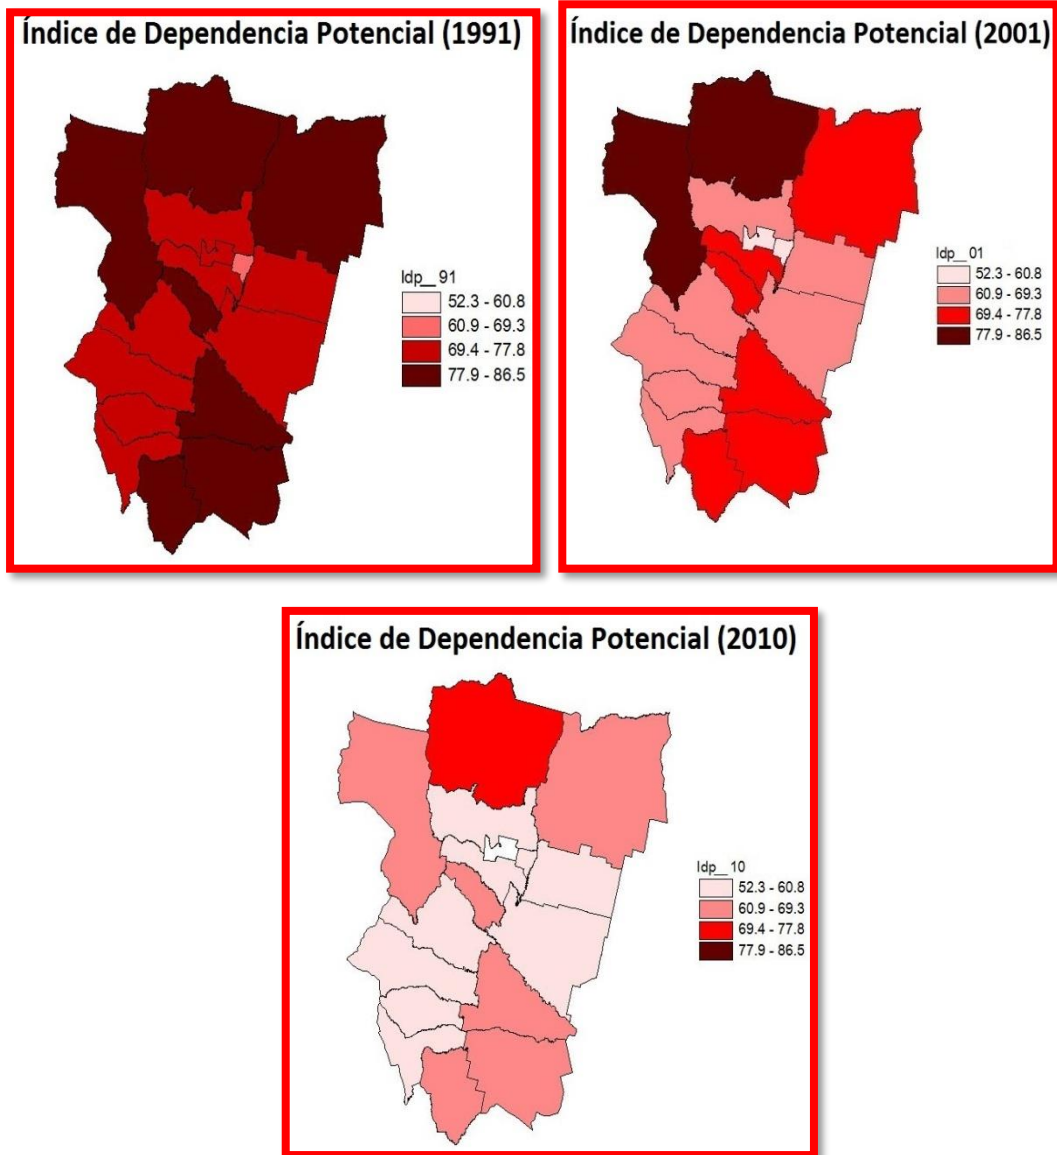 Índice de Dependencia Potencial (1991)
Idp__91
52.3 - 60.8
60.9 - 69.3
69.4 - 77.8
77.9 - 86.5
Índice de Dependencia Potencial (2001)
Idp__01
52.3 - 60.8
60.9 - 69.3
69.4 - 77.8
77.9 - 86.5
Índice de Dependencia Potencial (2010)
Idp__10
52.3 - 60.8
60.9 - 69.3
69.4 - 77.8
77.9 - 86.5